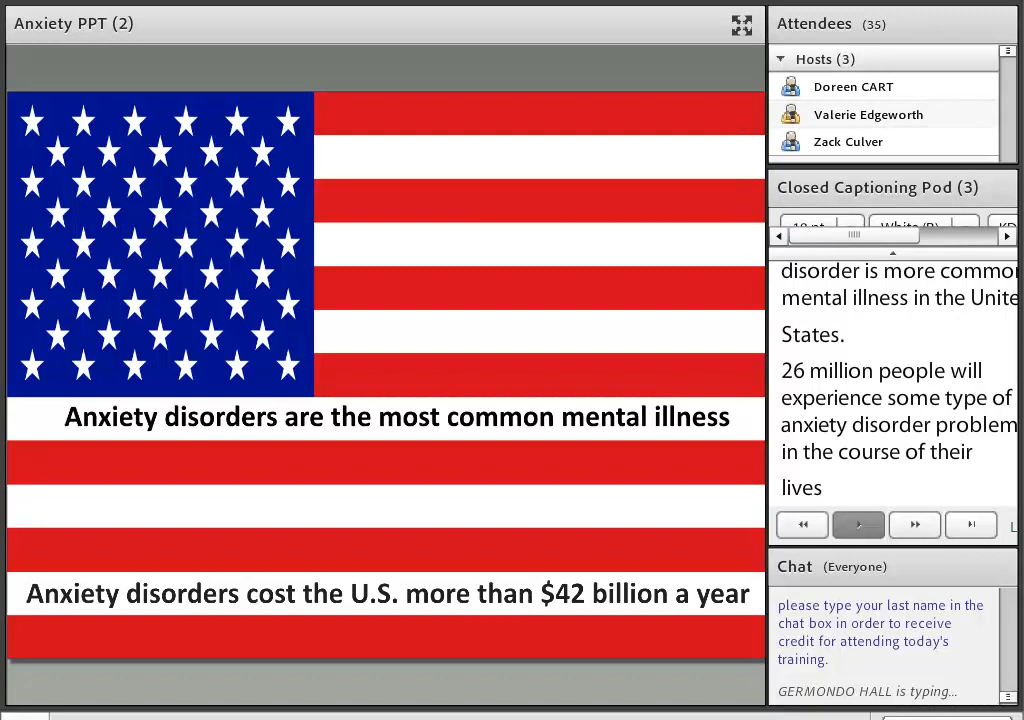 Anxiety PPT (2)
Anxiety disorders are the most common mental illness
Anxiety disorders cost the U.S. more than $42 billion a year
Attendees (35)
Hosts (3)
Doreen CART
Valerie Edgeworth
Zack Culver
Closed Captioning Pod (3)
disorder is more commo
mental illness in the Unite
States.
26 million people will
experience some type of
anxiety disorder problem
in the course of their
lives
Chat (Everyone)
please type your last name in the
chat box in order to receive
credit for attending today's
training.
GERMONDO HALL is typing...